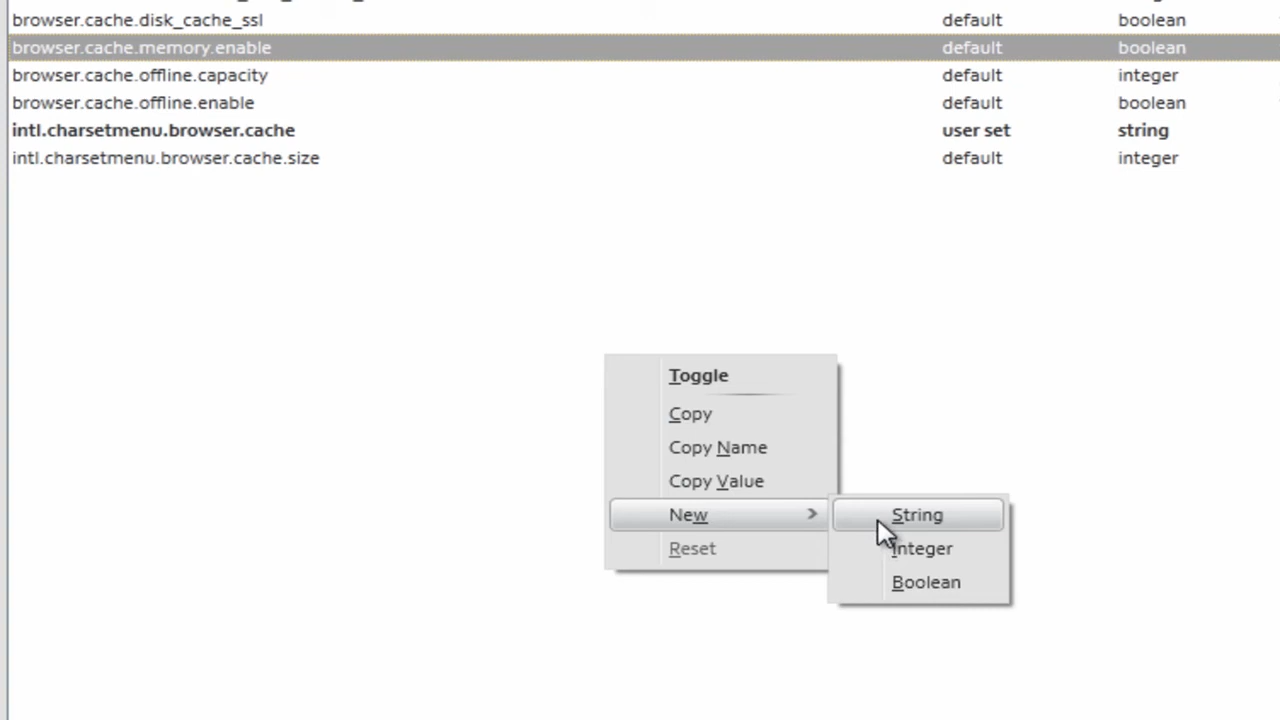 browser.cache.disk_cache_ssl default boolean
browser.cache.memory.enable default boolean
browser.cache.offline.capacity default integer
browser.cache.offline.enable default boolean
intl.charsetmenu.browser.cache user set string
intl.charsetmenu.browser.cache.size default integer
Toggle
Copy
Copy Name
Copy Value
New String
Reset Integer
Boolean